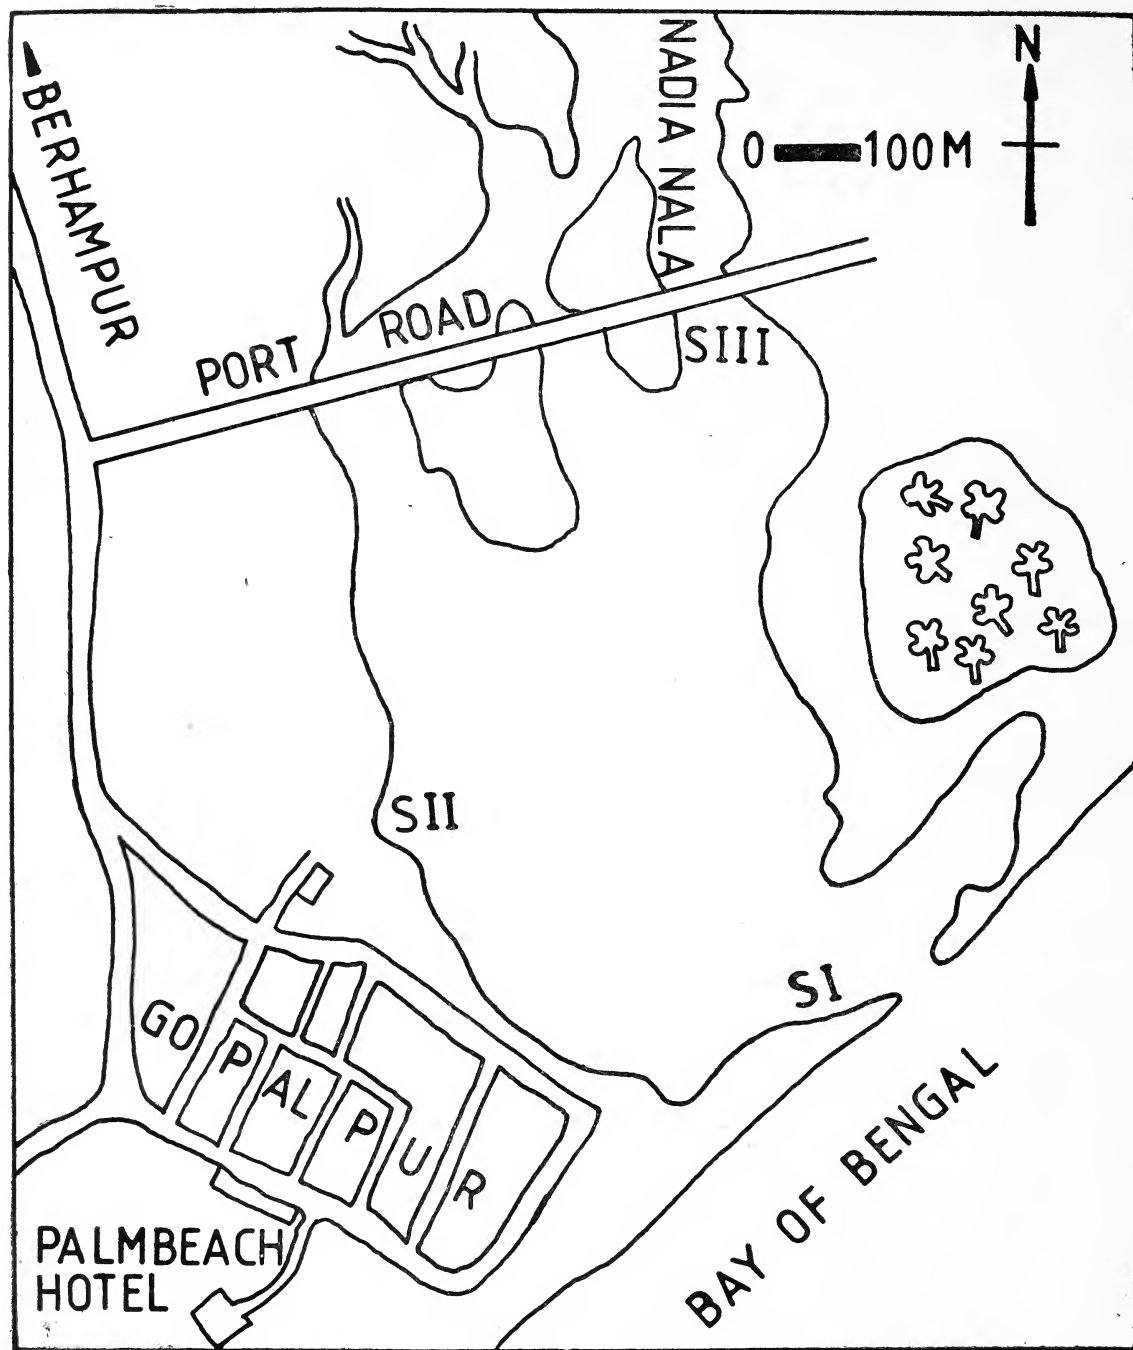 N
NADIA NALA
0 100M
BERHAMPUR
PORT ROAD
SIII
SII
SI
GOPALPUR
BAY OF BENGAL
PALMBEACH
HOTEL